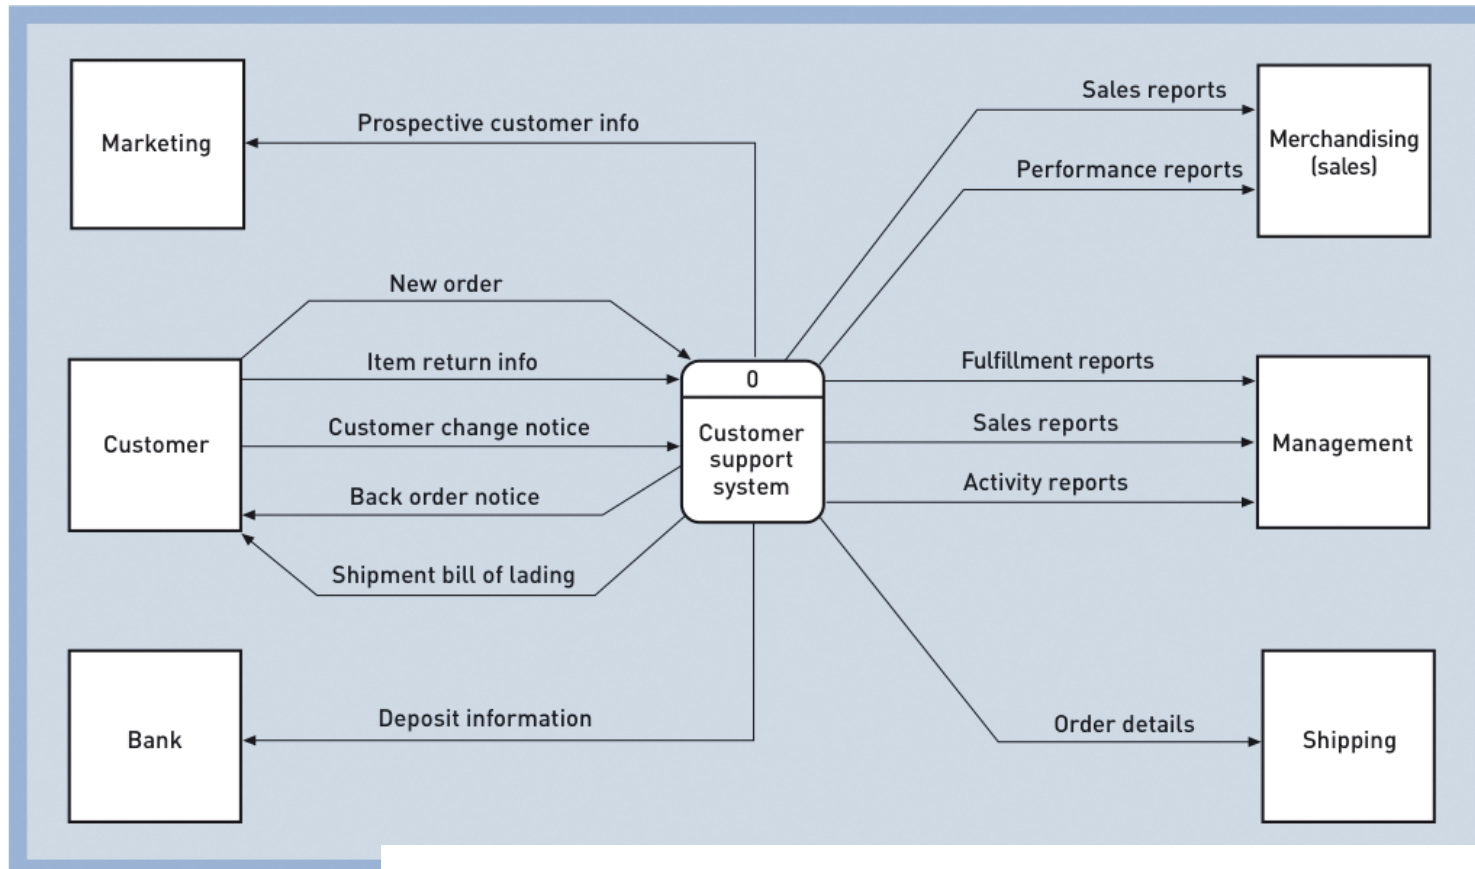 Sales reports
Prospective customer info
Marketing
Merchandising
(sales)
Performance reports
New order
Item return info
Fulfillment reports
0
Customer change notice
Sales reports
Customer
Customer
support
system
Management
Back order notice
Activity reports
Shipment bill of lading
Deposit information
Order details
Bank
Shipping